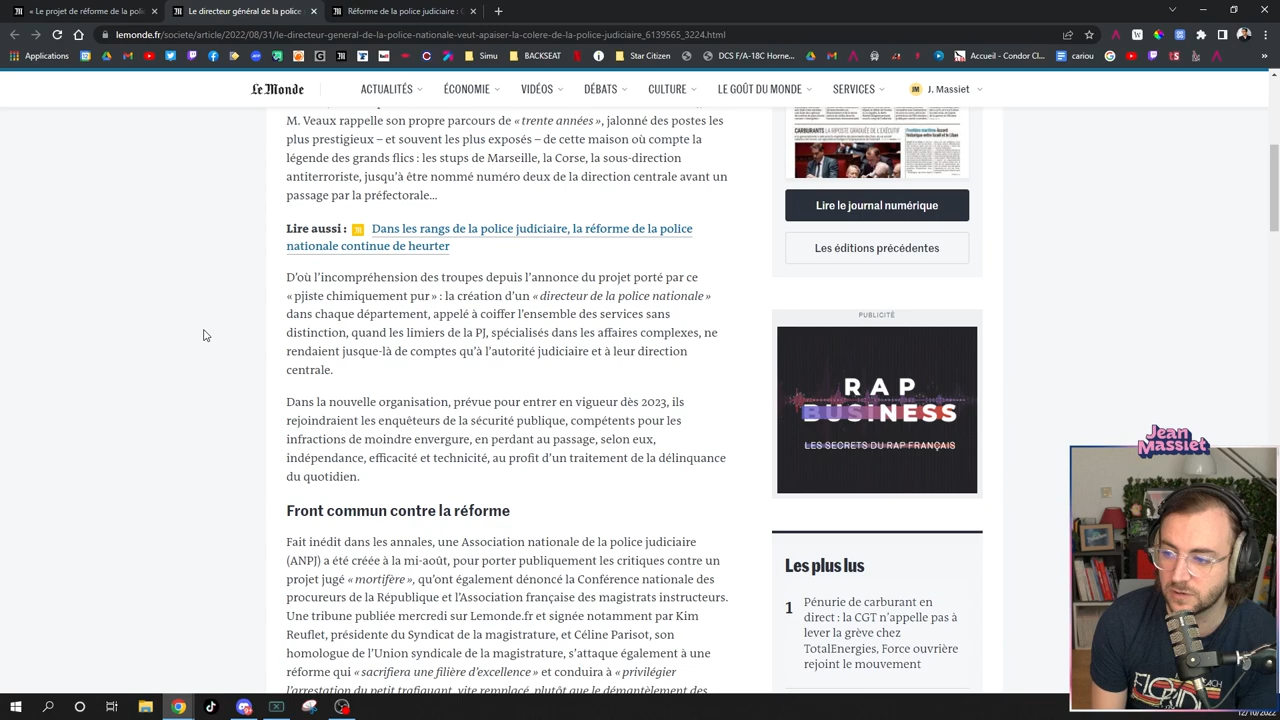 « Le projet de réforme de la polic
Le directeur général de la police
Réforme de la police judiciaire : C
lemonde.fr/societe/article/2022/08/31/le-directeur-general-de-la-police-nationale-veut-apaiser-la-colere-de-la-police-judiciaire_6139565_3224.html
Applications
Simu
BACKSEAT
Star Citizen
DCS F/A-18C Horne...
Accueil - Condor Cl...
cariou
Le Monde
ACTUALITÉS
ÉCONOMIE
VIDÉOS
DÉBATS
CULTURE
LE GOÛT DU MONDE
SERVICES
JM
J. Massiet
M. Veaux rappelle son propre parcours de « trente années », jalonné des postes les
plus prestigieux – et souvent les plus exposés – de cette maison où compte la
légende des grands flics : les stups de Marseille, la Corse, la sous-direction
antiterroriste, jusqu'à être nommé numéro deux de la direction centrale avant un
passage par la préfectorale…
Lire aussi : Dans les rangs de la police judiciaire, la réforme de la police
nationale continue de heurter
D'où l'incompréhension des troupes depuis l'annonce du projet porté par ce
« pjiste chimiquement pur » : la création d'un « directeur de la police nationale »
dans chaque département, appelé à coiffer l'ensemble des services sans
distinction, quand les limiers de la PJ, spécialisés dans les affaires complexes, ne
rendaient jusque-là de comptes qu'à l'autorité judiciaire et à leur direction
centrale.
Dans la nouvelle organisation, prévue pour entrer en vigueur dès 2023, ils
rejoindraient les enquêteurs de la sécurité publique, compétents pour les
infractions de moindre envergure, en perdant au passage, selon eux,
indépendance, efficacité et technicité, au profit d'un traitement de la délinquance
du quotidien.
Front commun contre la réforme
Fait inédit dans les annales, une Association nationale de la police judiciaire
(ANPJ) a été créée à la mi-août, pour porter publiquement les critiques contre un
projet jugé « mortifère », qu'ont également dénoncé la Conférence nationale des
procureurs de la République et l'Association française des magistrats instructeurs.
Une tribune publiée mercredi sur Lemonde.fr et signée notamment par Kim
Reuflet, présidente du Syndicat de la magistrature, et Céline Parisot, son
homologue de l'Union syndicale de la magistrature, s'attaque également à une
réforme qui « sacrifiera une filière d'excellence » et conduira à « privilégier
l'arrestation du petit trafiquant, vite remplacé, plutôt que le démantèlement des
CARBURANTS LA RIPOSTE GRADUÉE DE L'EXÉCUTIF
Lire le journal numérique
Les éditions précédentes
PUBLICITÉ
RAP
BUSINESS
LES SECRETS DU RAP FRANÇAIS
Les plus lus
1
Pénurie de carburant en
direct : la CGT n'appelle pas à
lever la grève chez
TotalEnergies, Force ouvrière
rejoint le mouvement
Jean
Massiet
12/10/2022